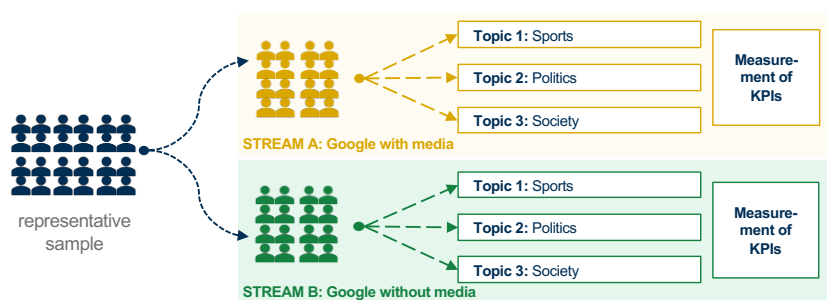 representative
sample
Topic 1: Sports
Topic 2: Politics
Topic 3: Society
STREAM A: Google with media
Measure-
ment of
KPIs
Topic 1: Sports
Topic 2: Politics
Topic 3: Society
STREAM B: Google without media
Measure-
ment of
KPIs